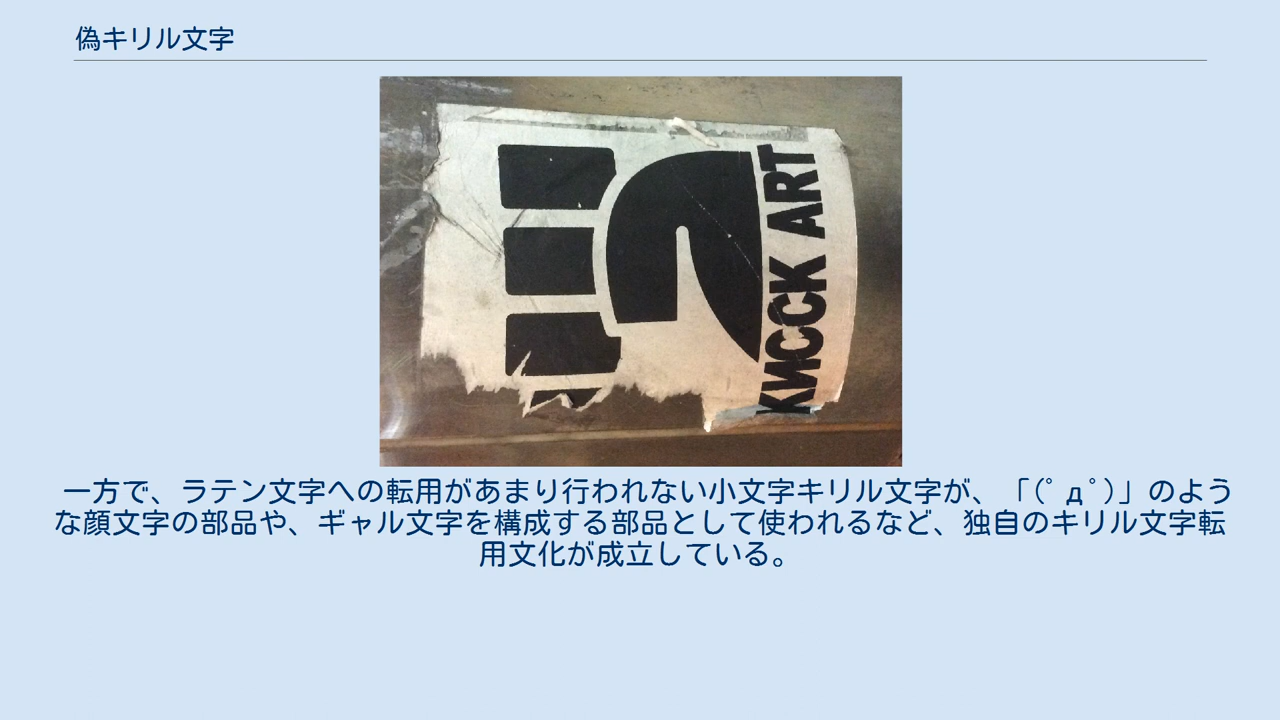 偽キリル文字
KИCCK ART
一方で、ラテン文字への転用があまり行われない小文字キリル文字が、「(ﾟдﾟ)」のよう
な顔文字の部品や、ギャル文字を構成する部品として使われるなど、独自のキリル文字転
用文化が成立している。